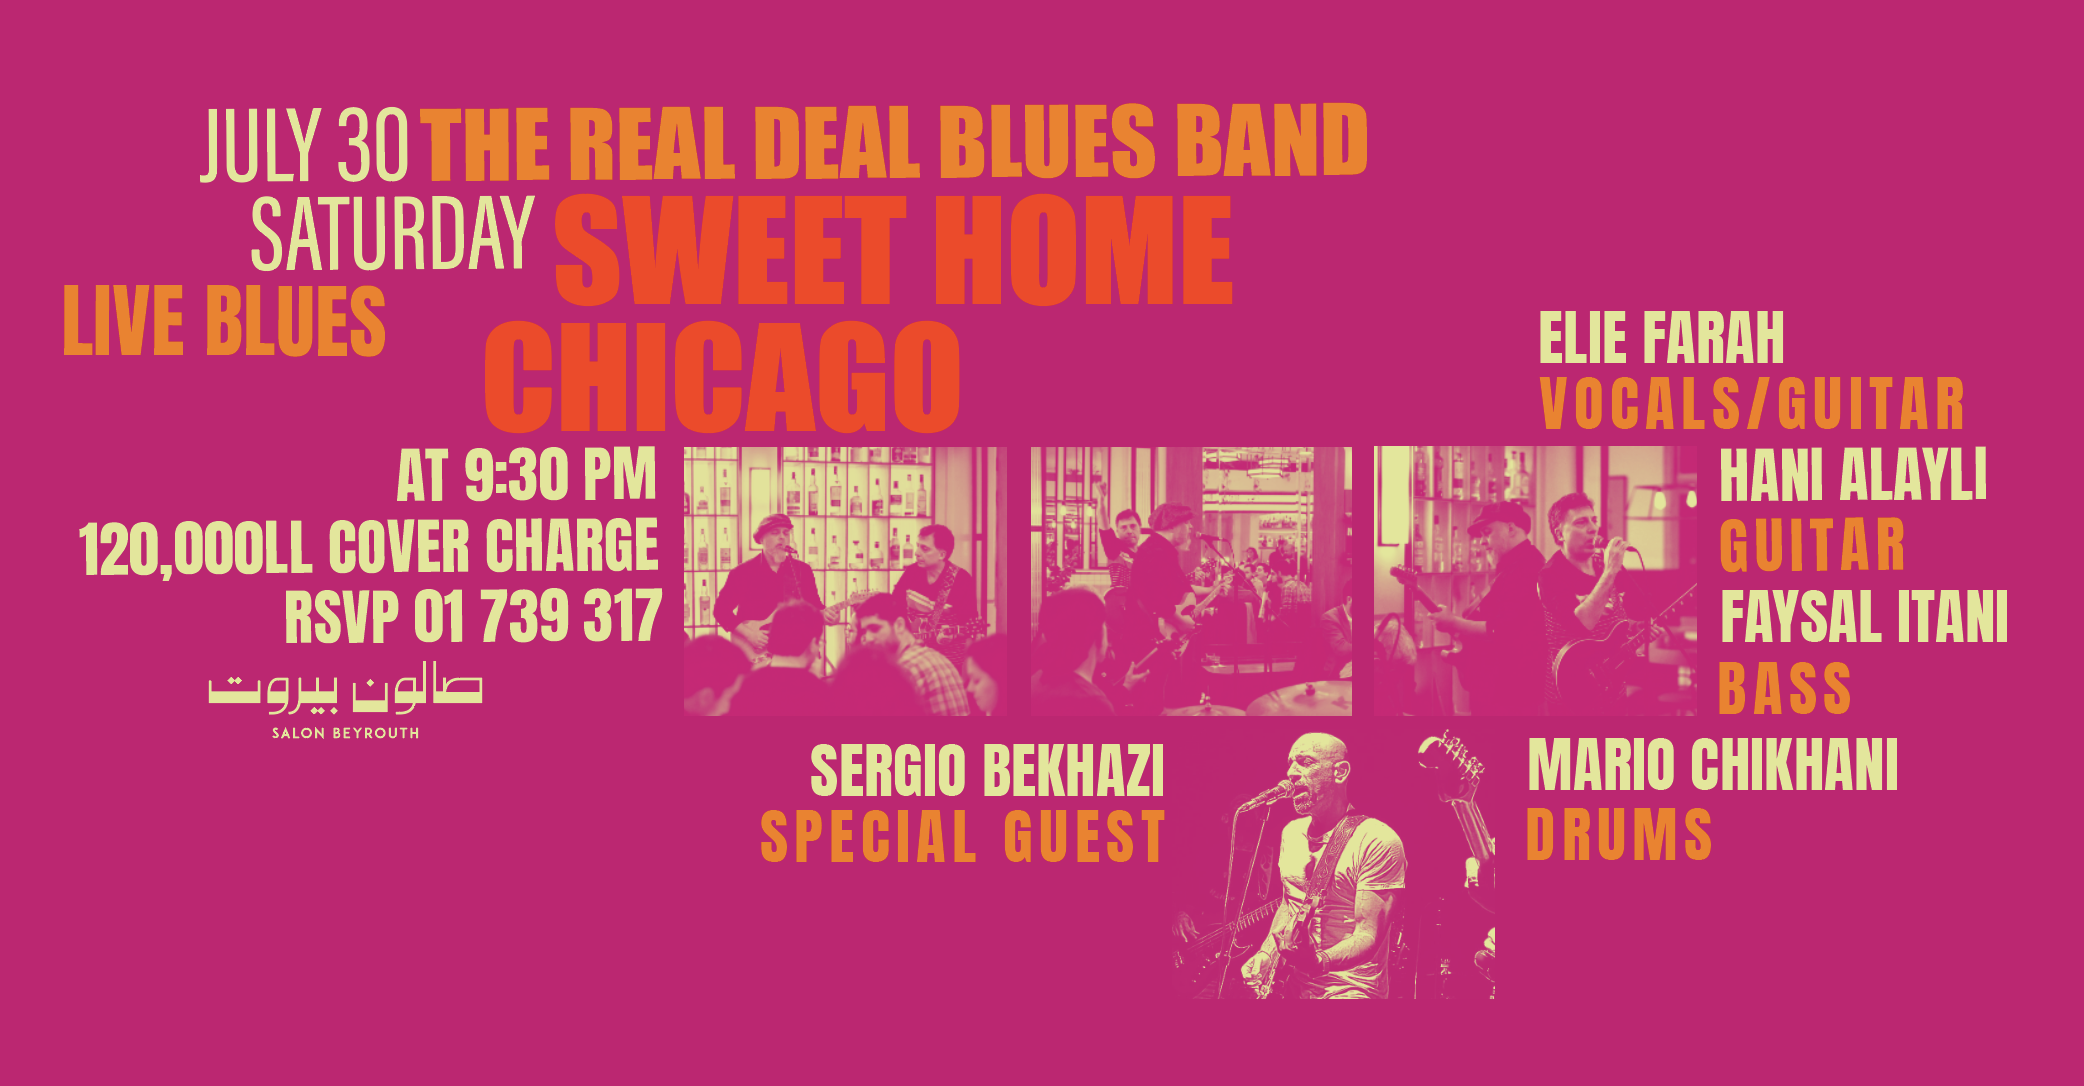 JULY 30 THE REAL DEAL BLUES BAND
SATURDAY SWEET HOME
LIVE BLUES
CHICAGO
AT 9:30 PM
120,000LL COVER CHARGE
RSVP 01 739 317
صالون بيروت
SALON BEYROUTH
ELIE FARAH
VOCALS/GUITAR
HANI ALAYLI
GUITAR
FAYSAL ITANI
BASS
SERGIO BEKHAZI
SPECIAL GUEST
MARIO CHIKHANI
DRUMS